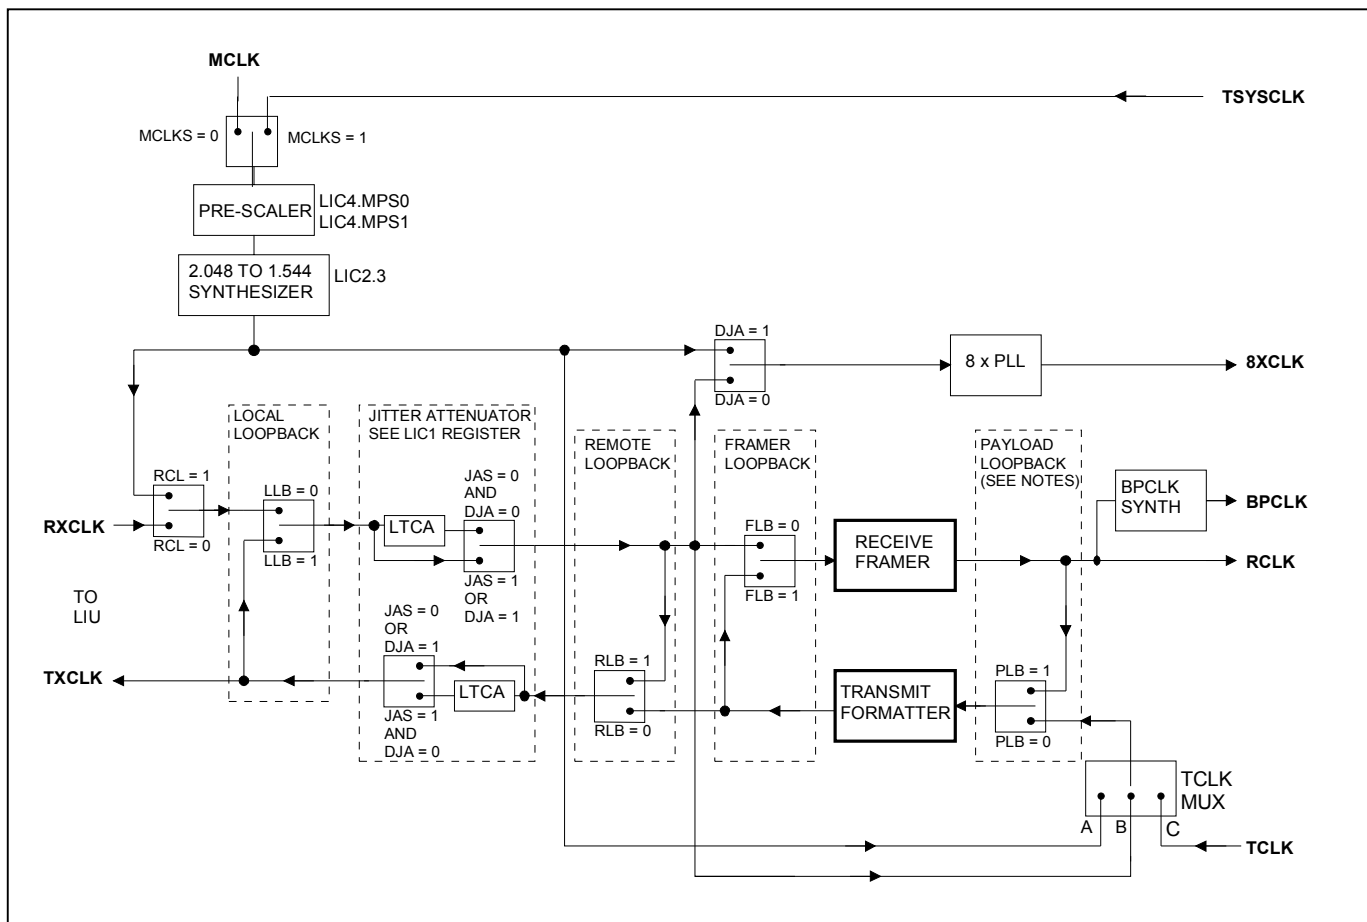 MCLK
TSYSCLK
MCLKS = 0
MCLKS = 1
PRE-SCALER
LIC4.MPS0
LIC4.MPS1
2.048 TO 1.544
SYNTHESIZER
LIC2.3
DJA = 1
8 x PLL
8XCLK
DJA = 0
LOCAL
LOOPBACK
JITTER ATTENUATOR
SEE LIC1 REGISTER
REMOTE
LOOPBACK
FRAMER
LOOPBACK
PAYLOAD
LOOPBACK
(SEE NOTES)
RCL = 1
RXCLK
RCL = 0
LLB = 0
LLB = 1
LTCA
JAS = 0
AND
DJA = 0
JAS = 1
OR
DJA = 1
FLB = 0
FLB = 1
RECEIVE
FRAMER
BPCLK
SYNTH
BPCLK
RCLK
TO
LIU
TXCLK
JAS = 0
OR
DJA = 1
LTCA
JAS = 1
AND
DJA = 0
RLB = 1
RLB = 0
TRANSMIT
FORMATTER
PLB = 1
PLB = 0
TCLK
MUX
A
B
C
TCLK